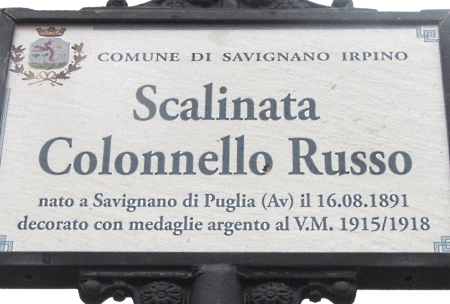 COMUNE DI SAVIGNANO IRPINO
Scalinata
Colonnello Russo
nato a Savignano di Puglia (Av) il 16.08.1891
decorato con medaglie argento al V.M. 1915/1918